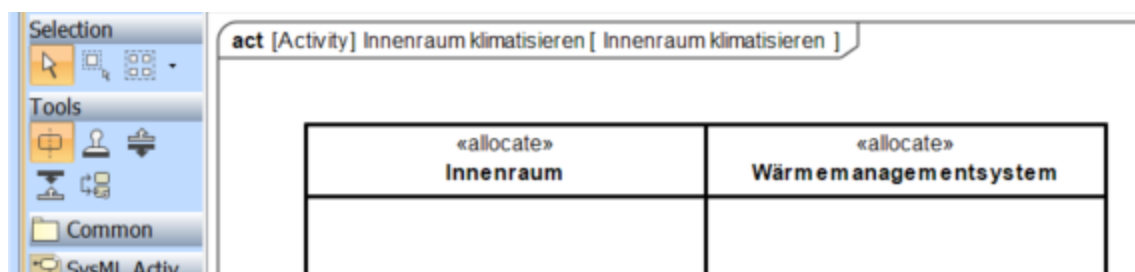 Selection
act [Activity] Innenraum klimatisieren [ Innenraum klimatisieren ]
Tools
«allocate» «allocate»
Innenraum Wärmemanagementsystem
Common
SysML Activ